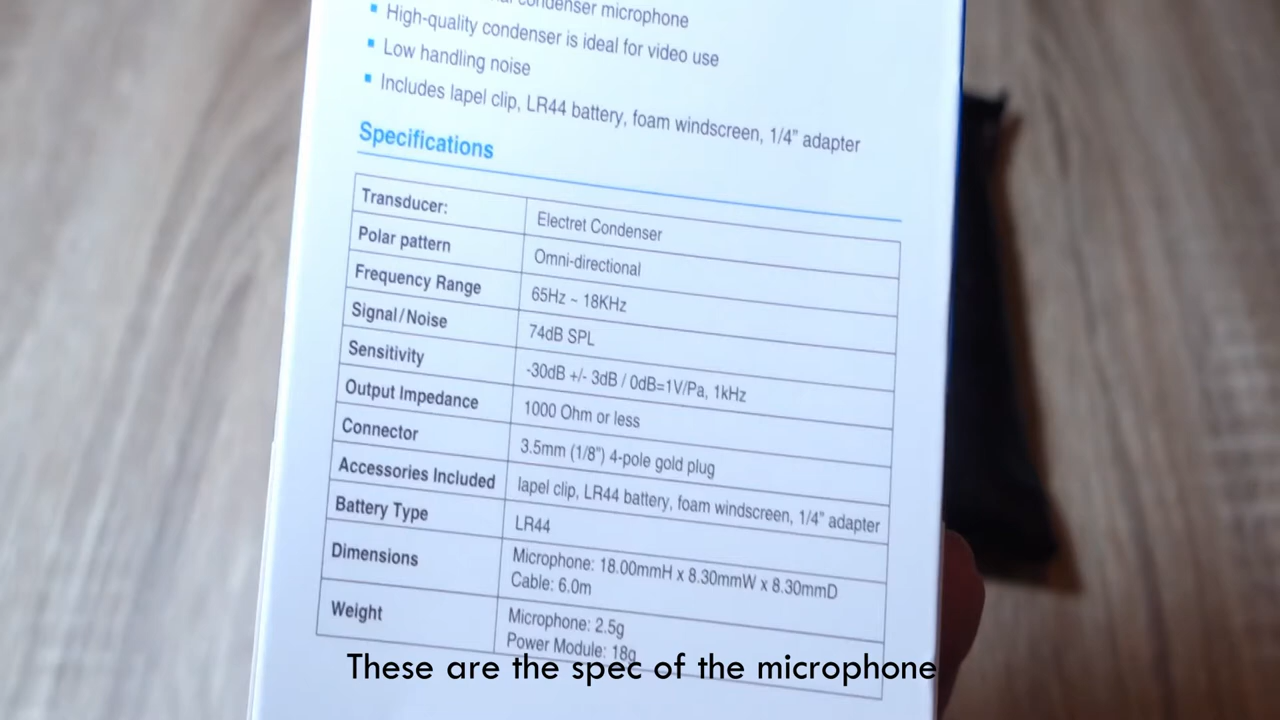 condenser microphone
High-quality condenser is ideal for video use
Low handling noise
Includes lapel clip, LR44 battery, foam windscreen, 1/4" adapter
Specifications
Transducer: Electret Condenser
Polar pattern Omni-directional
Frequency Range 65Hz ~ 18KHz
Signal/Noise 74dB SPL
Sensitivity -30dB +/- 3dB / 0dB=1V/Pa, 1kHz
Output Impedance 1000 Ohm or less
Connector 3.5mm (1/8") 4-pole gold plug
Accessories Included lapel clip, LR44 battery, foam windscreen, 1/4" adapter
Battery Type LR44
Dimensions Microphone: 18.00mmH x 8.30mmW x 8.30mmD
Cable: 6.0m
Weight Microphone: 2.5g
Power Module: 18g
These are the spec of the microphone